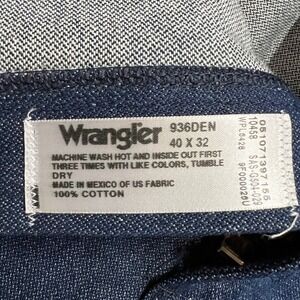 Wrangler 936DEN
40 X 32
MACHINE WASH HOT AND INSIDE OUT FIRST
THREE TIMES WITH LIKE COLORS, TUMBLE
DRY
MADE IN MEXICO OF US FABRIC
100% COTTON